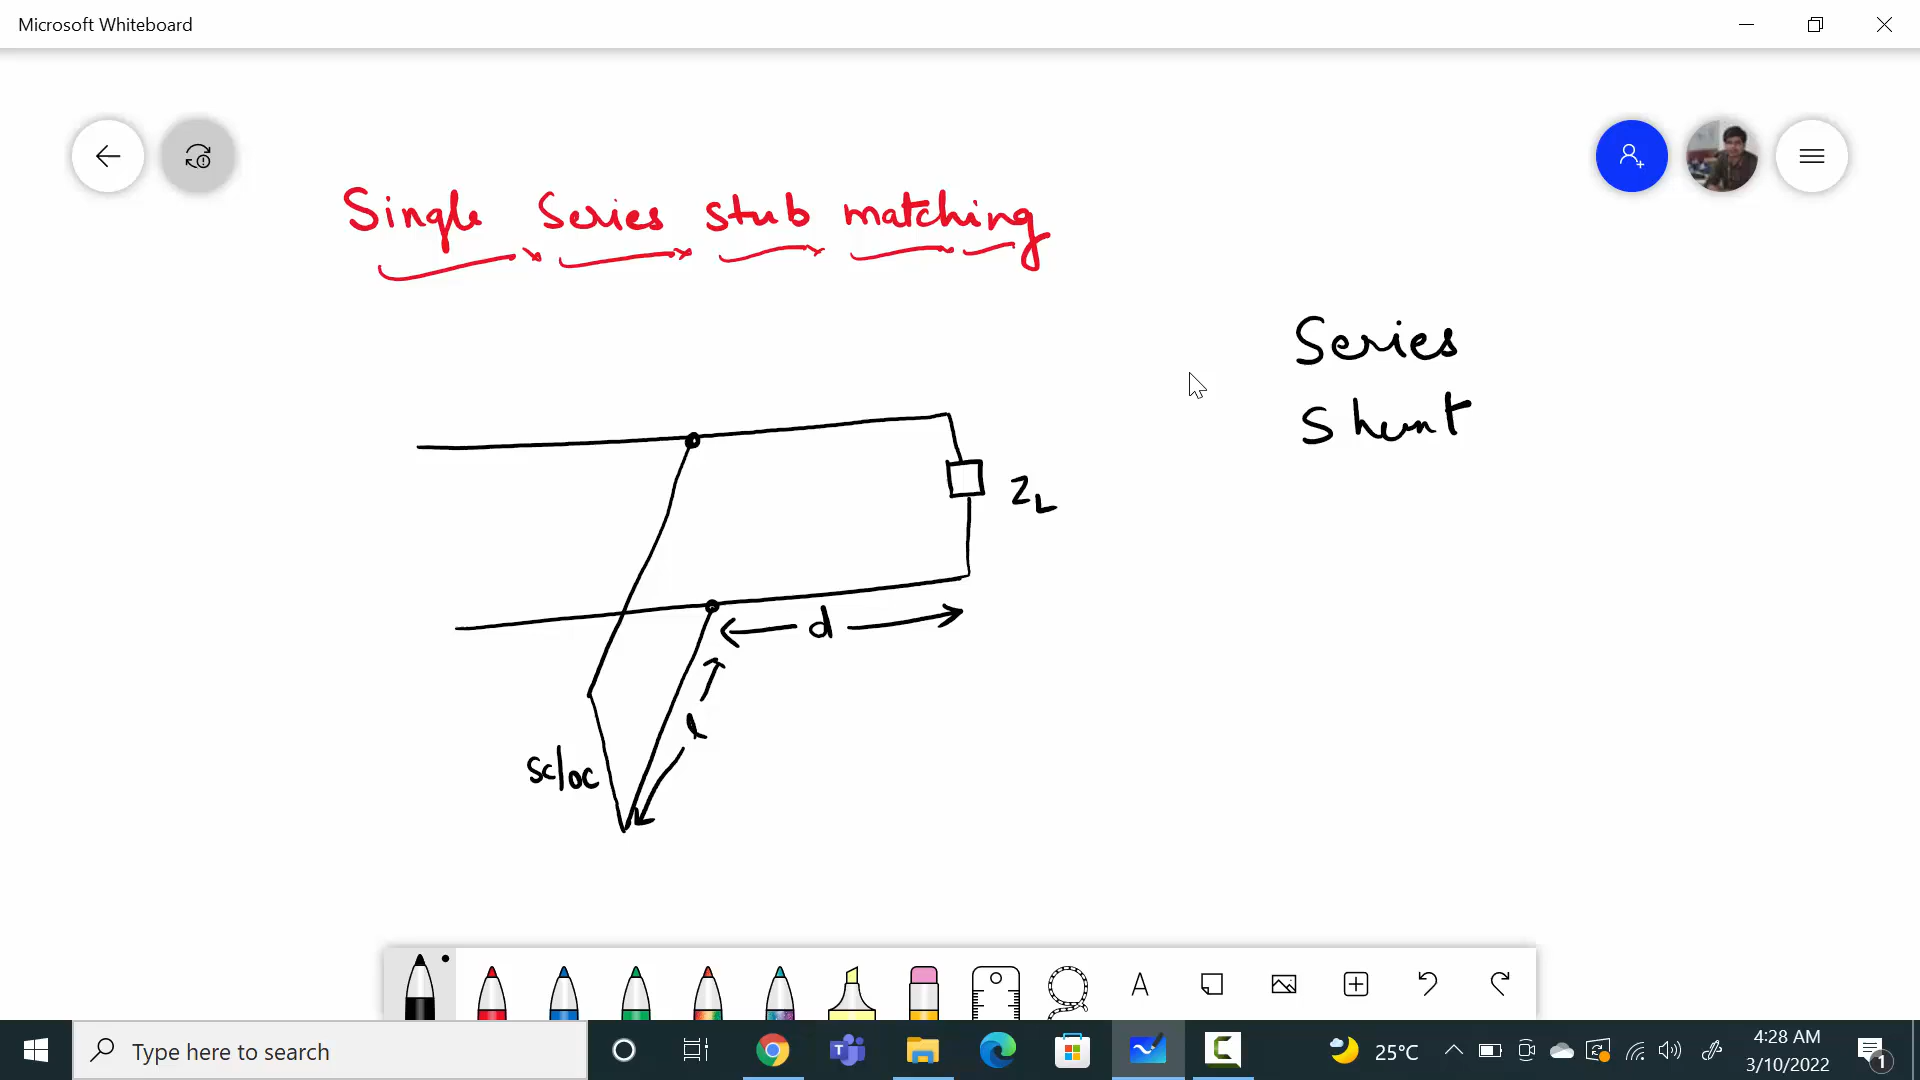 Microsoft Whiteboard
Single Series stub matching
Series
Shunt
ZL
d
l
sc/oc
A
Type here to search
25°C
4:28 AM
3/10/2022
1